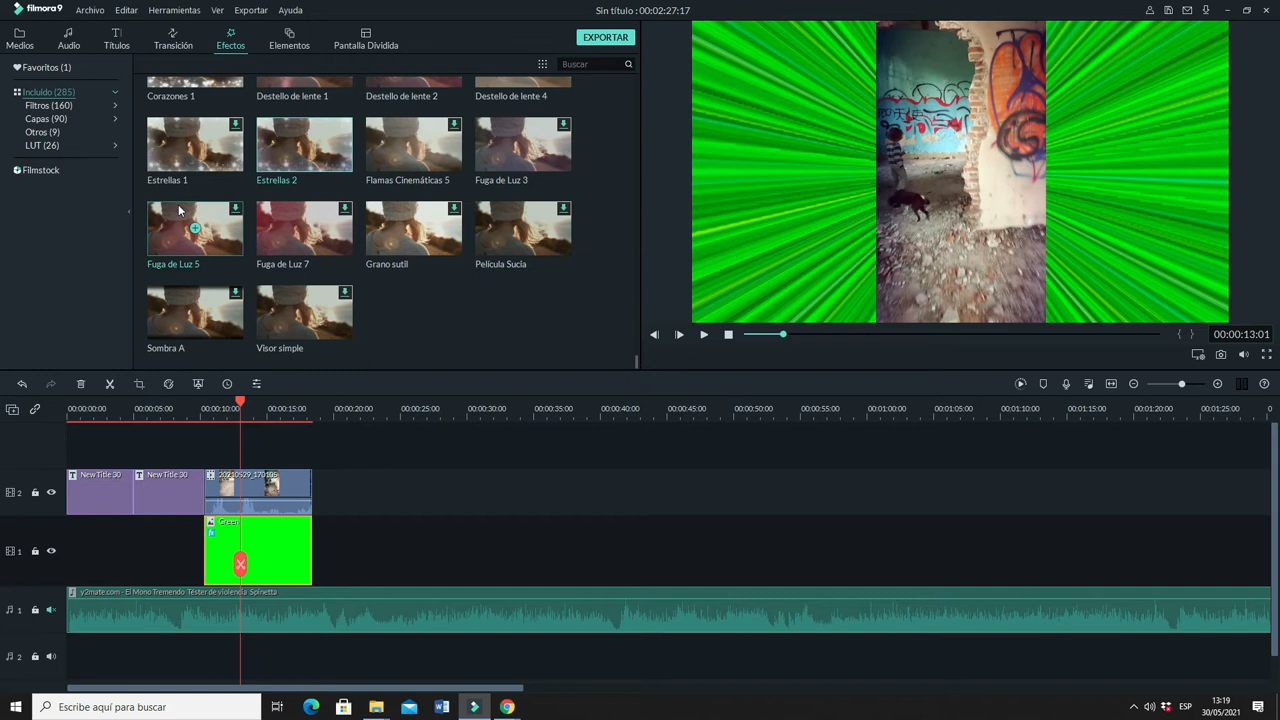 filmora9 Archivo Editar Herramientas Ver Exportar Ayuda Sin título : 00:02:27:17
Medios Audio Títulos Transición Efectos Elementos Pantalla Dividida EXPORTAR
Favoritos (1) Buscar
Incluido (285)
Filtros (160)
Capas (90)
Otros (9)
LUT (26)
Filmstock
Corazones 1 Destello de lente 1 Destello de lente 2 Destello de lente 4
Estrellas 1 Estrellas 2 Flamas Cinemáticas 5 Fuga de Luz 3
Fuga de Luz 5 Fuga de Luz 7 Grano sutil Película Sucia
Sombra A Visor simple
00:00:13:01
00:00:00:00 00:00:05:00 00:00:10:00 00:00:15:00 00:00:20:00 00:00:25:00 00:00:30:00 00:00:35:00 00:00:40:00 00:00:45:00 00:00:50:00 00:00:55:00 00:01:00:00 00:01:05:00 00:01:10:00 00:01:15:00 00:01:20:00 00:01:25:00 0
New Title 30 New Title 30 20210529_170105
2
Green
1
y2mate.com - El Mono Tremendo Téster de violencia Spinetta
1
2
Escribe aquí para buscar
ESP
13:19
30/05/2021